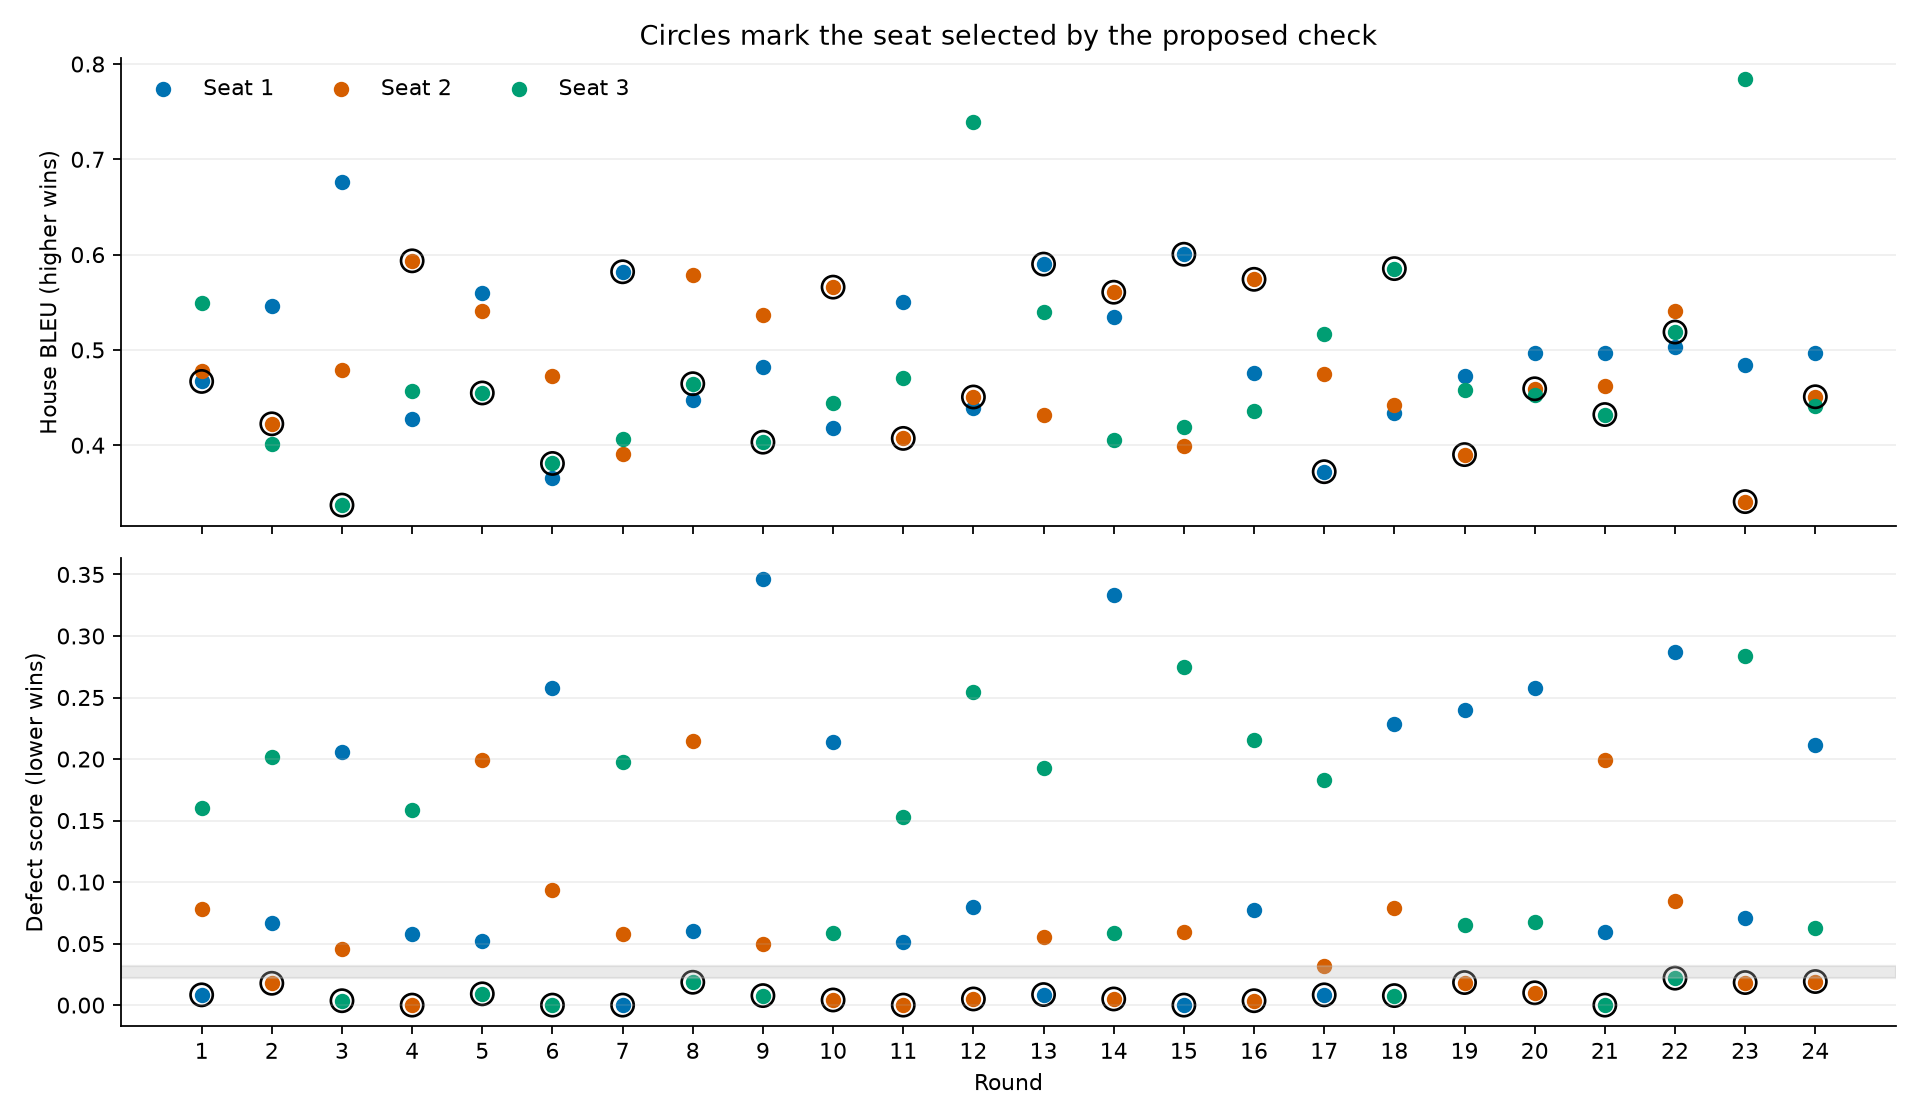 Circles mark the seat selected by the proposed check
House BLEU (higher wins)
0.8
0.7
0.6
0.5
0.4
Seat 1 Seat 2 Seat 3
Defect score (lower wins)
0.35
0.30
0.25
0.20
0.15
0.10
0.05
0.00
1 2 3 4 5 6 7 8 9 10 11 12 13 14 15 16 17 18 19 20 21 22 23 24
Round